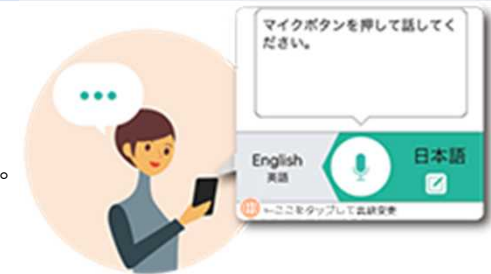 マイクボタンを押して話してく
ださい。
English
英語
日本語
←ここをタップして言語変更
。